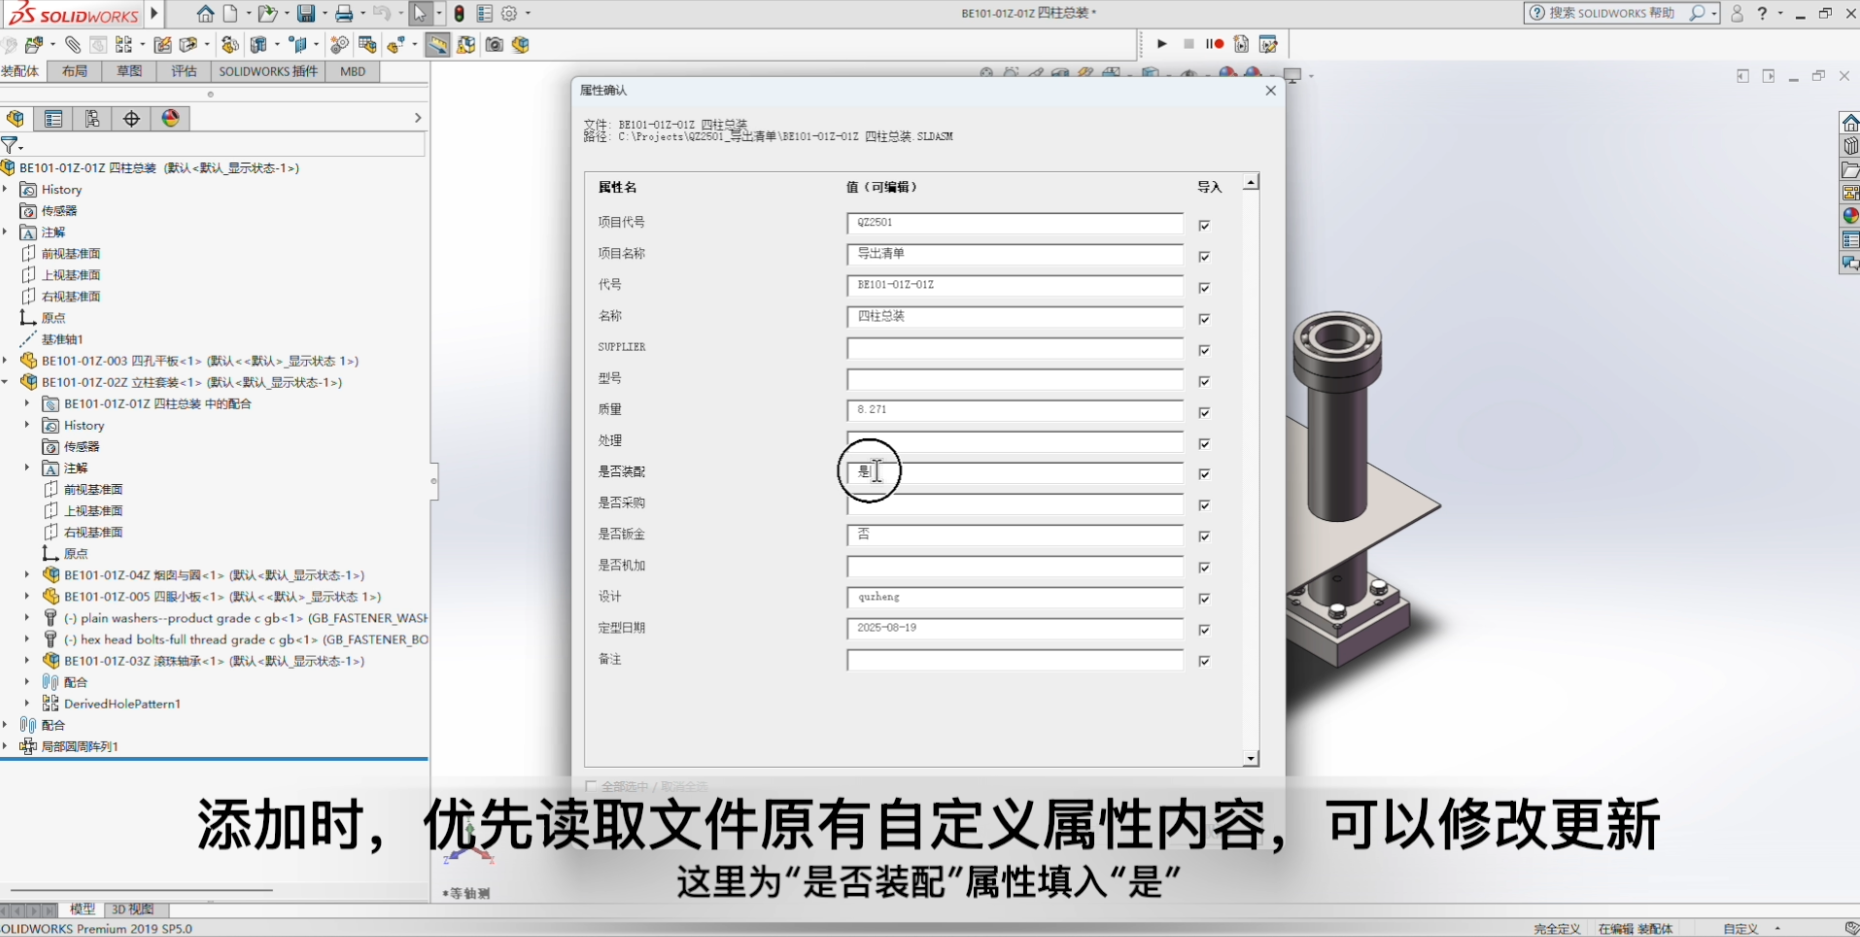 SOLIDWORKS
BE101-01Z-01Z 四柱总装 *
搜索 SOLIDWORKS 帮助
装配体 布局 草图 评估 SOLIDWORKS 插件 MBD
BE101-01Z-01Z 四柱总装 (默认<默认_显示状态-1>)
History
传感器
注解
前视基准面
上视基准面
右视基准面
原点
基准轴1
BE101-01Z-003 四孔平板<1> (默认<<默认>_显示状态 1>)
BE101-01Z-02Z 立柱套装<1> (默认<默认_显示状态-1>)
BE101-01Z-01Z 四柱总装 中的配合
History
传感器
注解
前视基准面
上视基准面
右视基准面
原点
BE101-01Z-04Z 烟囱与圆<1> (默认<默认_显示状态-1>)
BE101-01Z-005 四眼小板<1> (默认<<默认>_显示状态 1>)
(-) plain washers--product grade c gb<1> (GB_FASTENER_WASH
(-) hex head bolts-full thread grade c gb<1> (GB_FASTENER_BO
BE101-01Z-03Z 滚珠轴承<1> (默认<默认_显示状态-1>)
配合
DerivedHolePattern1
配合
局部圆周阵列1
属性确认
文件: BE101-01Z-01Z 四柱总装
路径: C:\Projects\QZ2501_导出清单\BE101-01Z-01Z 四柱总装.SLDASM
属性名 值（可编辑） 导入
项目代号 QZ2501
项目名称 导出清单
代号 BE101-01Z-01Z
名称 四柱总装
SUPPLIER
型号
质量 8.271
处理
是否装配 是
是否采购
是否钣金 否
是否机加
设计 quzheng
定型日期 2025-08-19
备注
全部选中 / 取消全选
添加时，优先读取文件原有自定义属性内容，可以修改更新
这里为“是否装配”属性填入“是”
*等轴测
模型 3D 视图
SOLIDWORKS Premium 2019 SP5.0
完全定义 在编辑 装配体 自定义